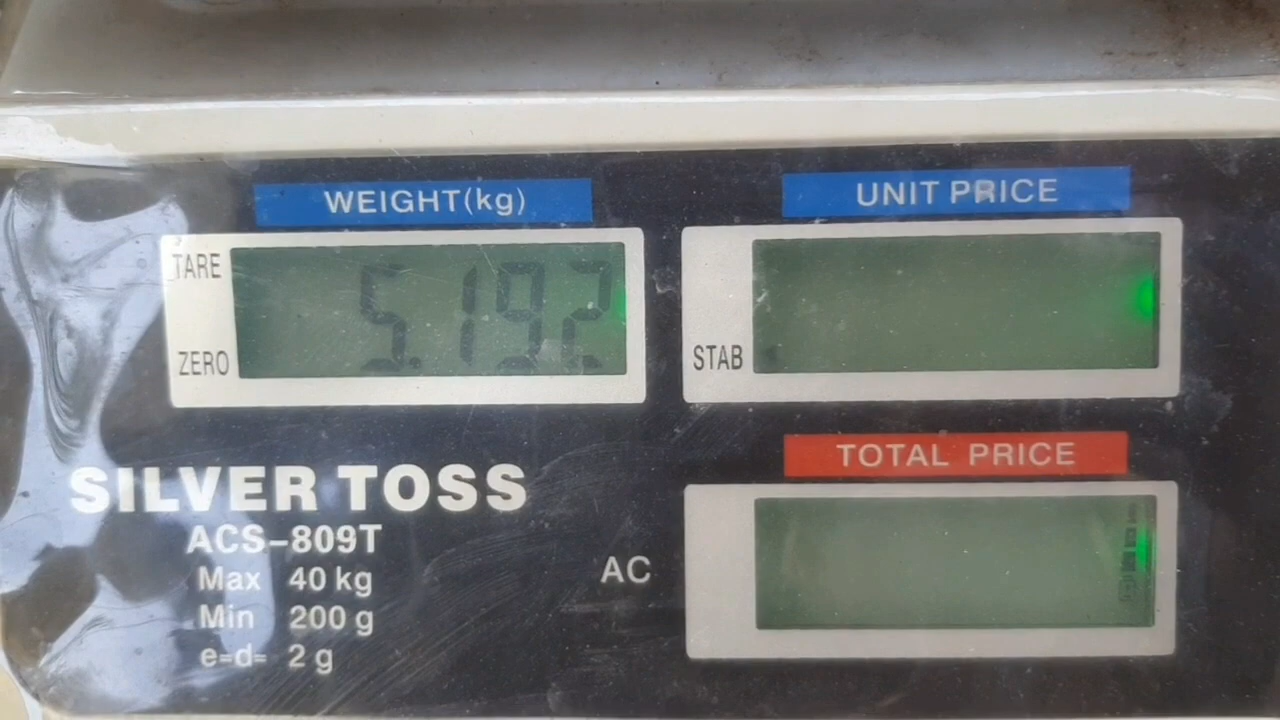 WEIGHT(kg)
UNIT PRICE
TARE
5.192
ZERO
STAB
TOTAL PRICE
SILVER TOSS
ACS-809T
AC
Max 40 kg
Min 200 g
e=d= 2 g